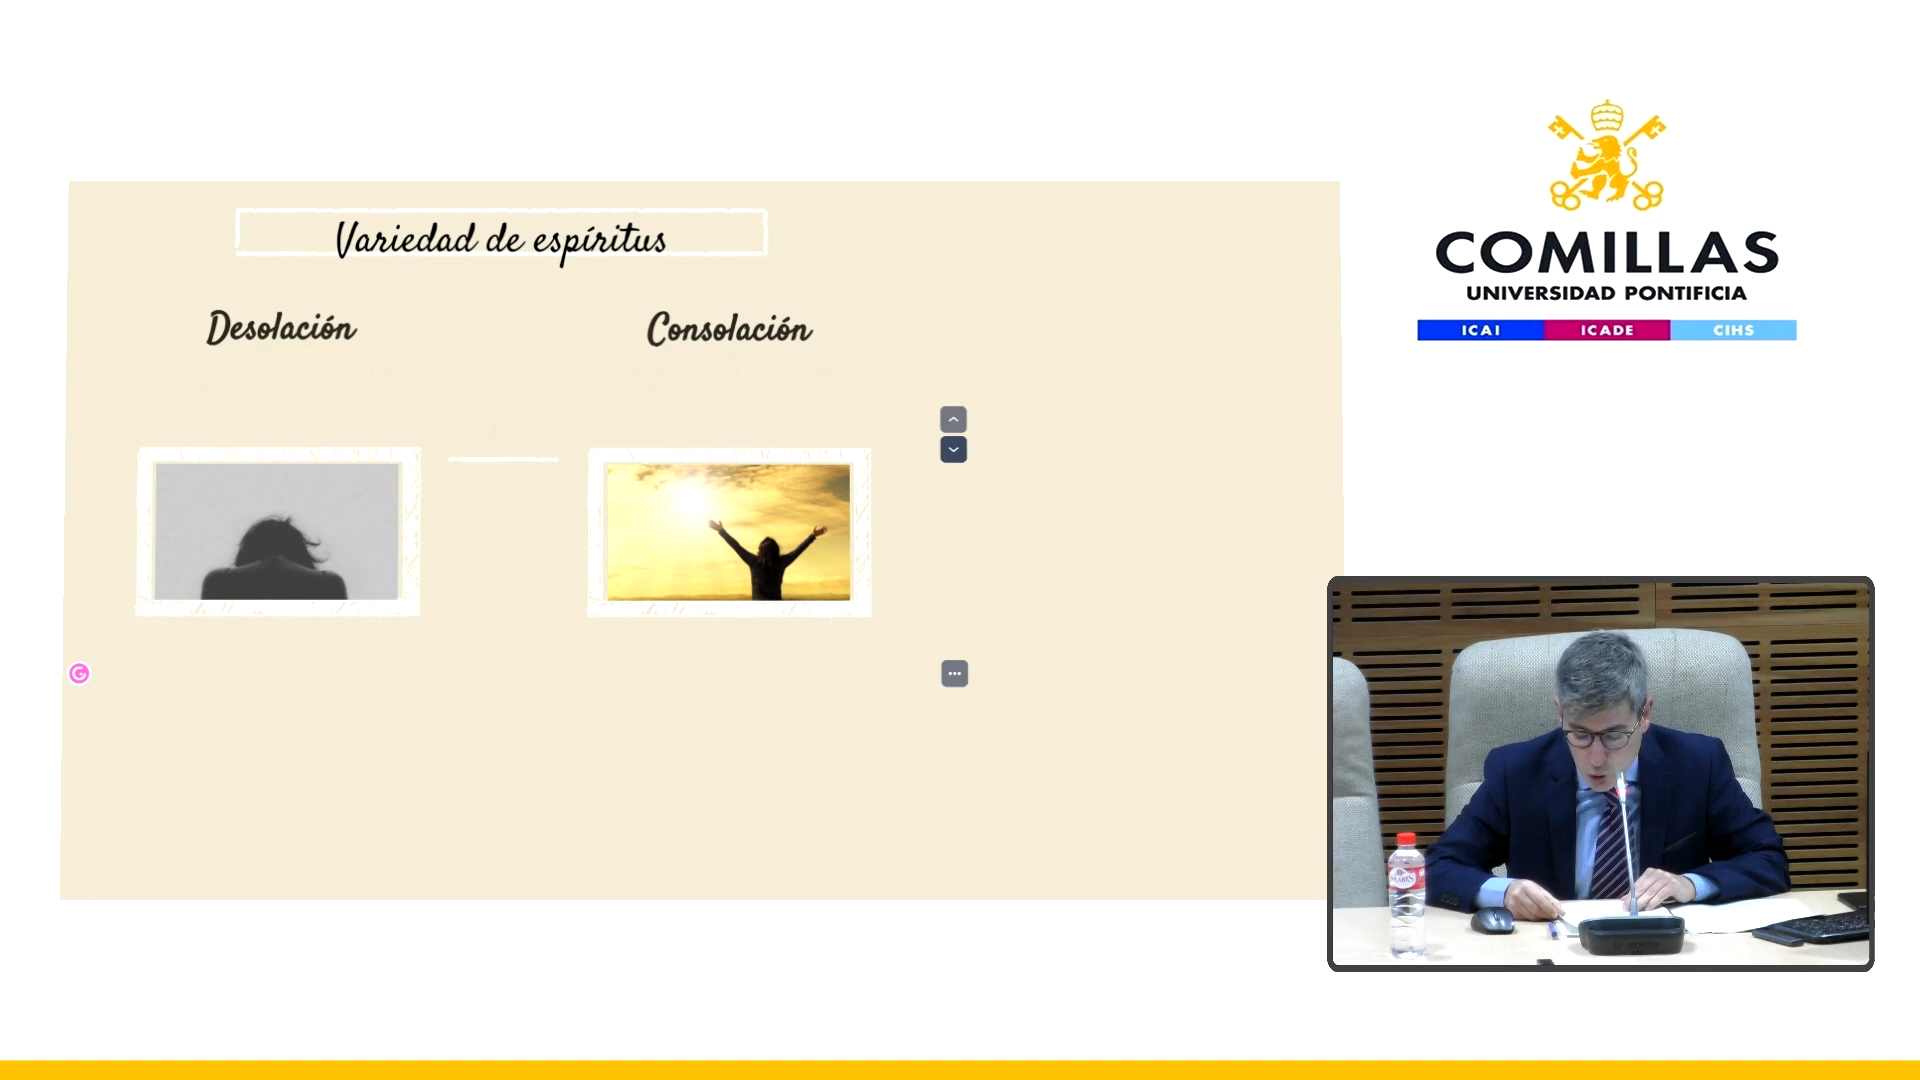 Variedad de espíritus
Desolación
Consolación
COMILLAS
UNIVERSIDAD PONTIFICIA
ICAI ICADE CIHS